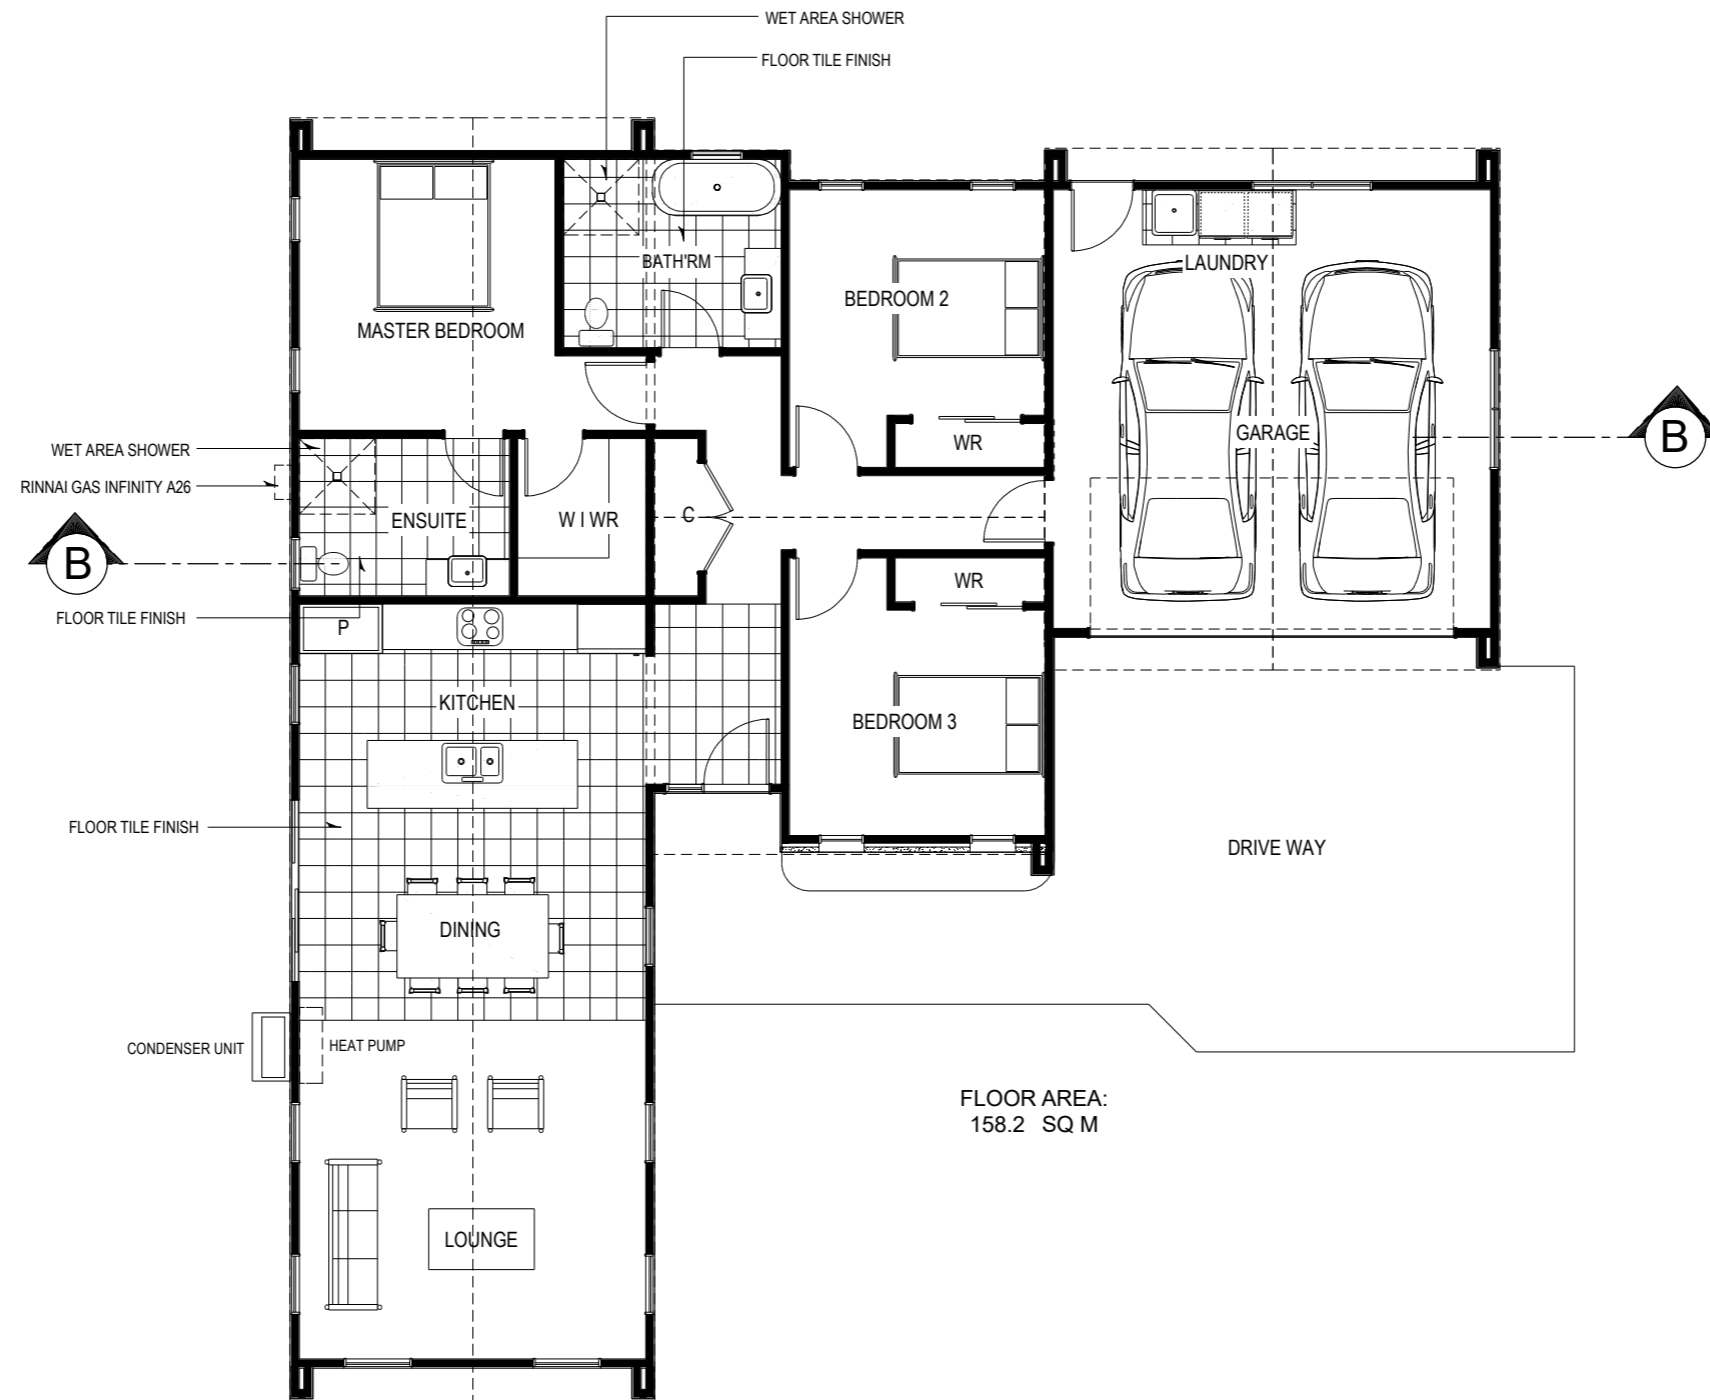 WET AREA SHOWER
FLOOR TILE FINISH
BATH'RM
LAUNDRY
BEDROOM 2
MASTER BEDROOM
GARAGE
B
WR
WET AREA SHOWER
RINNAI GAS INFINITY A26
ENSUITE
W I WR
C
B
WR
FLOOR TILE FINISH
P
KITCHEN
BEDROOM 3
FLOOR TILE FINISH
DRIVE WAY
DINING
CONDENSER UNIT
HEAT PUMP
FLOOR AREA:
158.2 SQ M
LOUNGE